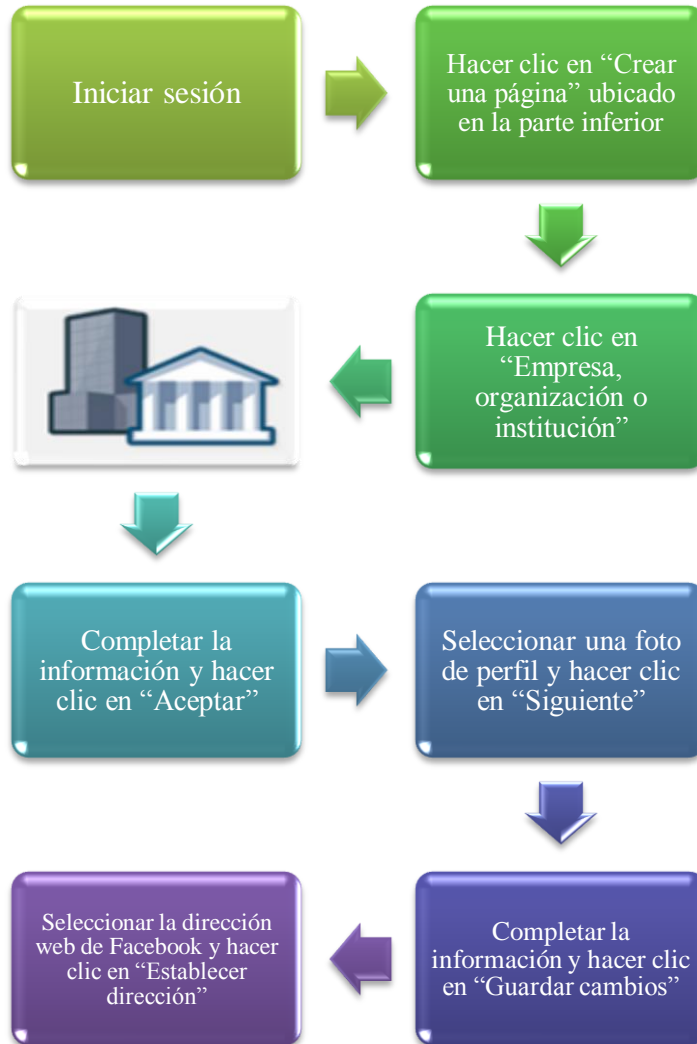 Iniciar sesión
Hacer clic en “Crear
una página” ubicado
en la parte inferior
Hacer clic en
“Empresa,
organización o
institución”
Completar la
información y hacer
clic en “Aceptar”
Seleccionar una foto
de perfil y hacer clic
en “Siguiente”
Completar la
información y hacer clic
en “Guardar cambios”
Seleccionar la dirección
web de Facebook y hacer
clic en “Establecer
dirección”